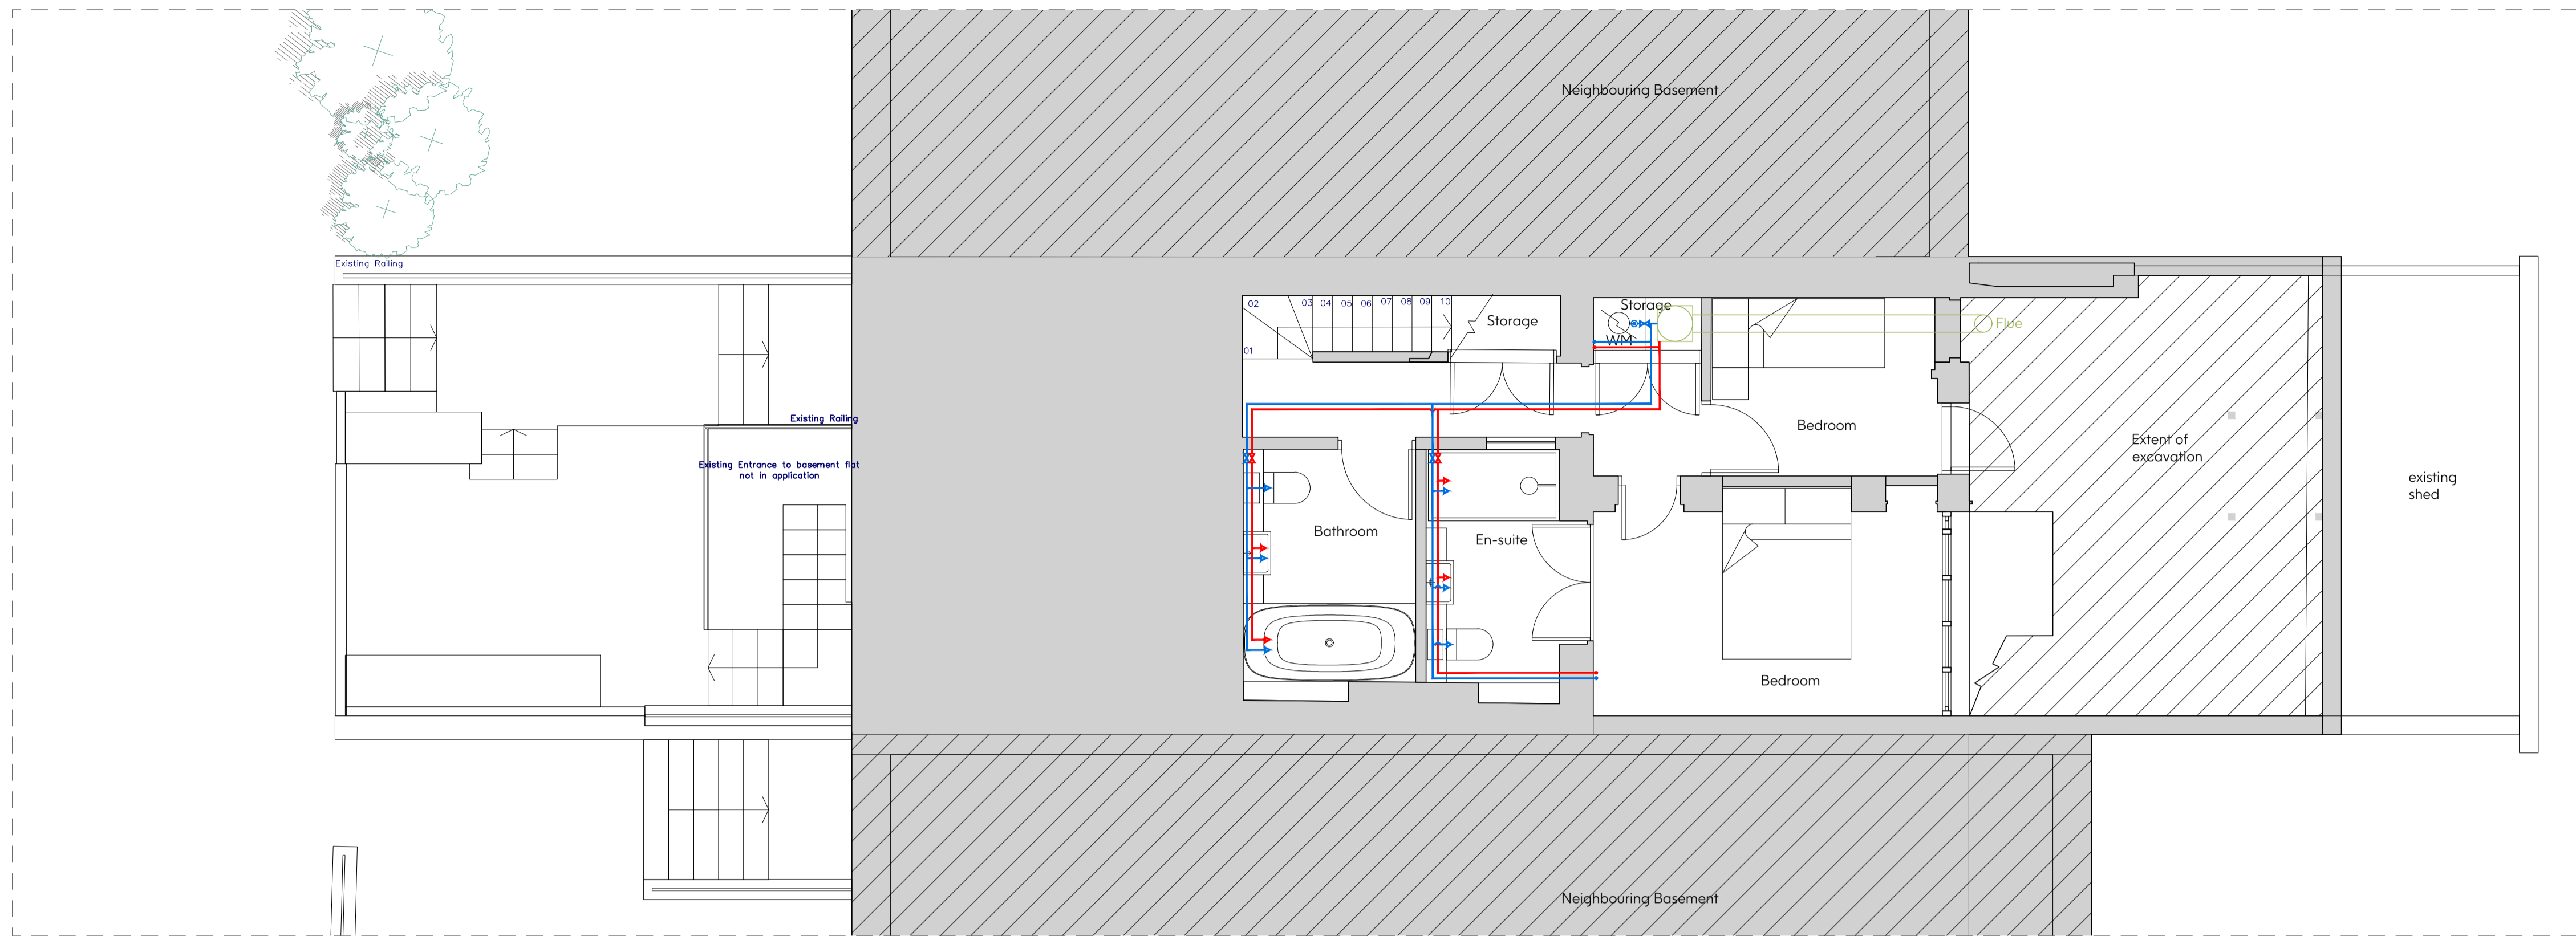 Neighbouring Basement
Existing Railing
02
03
04
05
06
07
08
09
10
Storage
Storage
WM
Flue
01
Existing Railing
Bedroom
Extent of
excavation
Existing Entrance to basement flat
not in application
existing
shed
Bathroom
En-suite
Bedroom
Neighbouring Basement